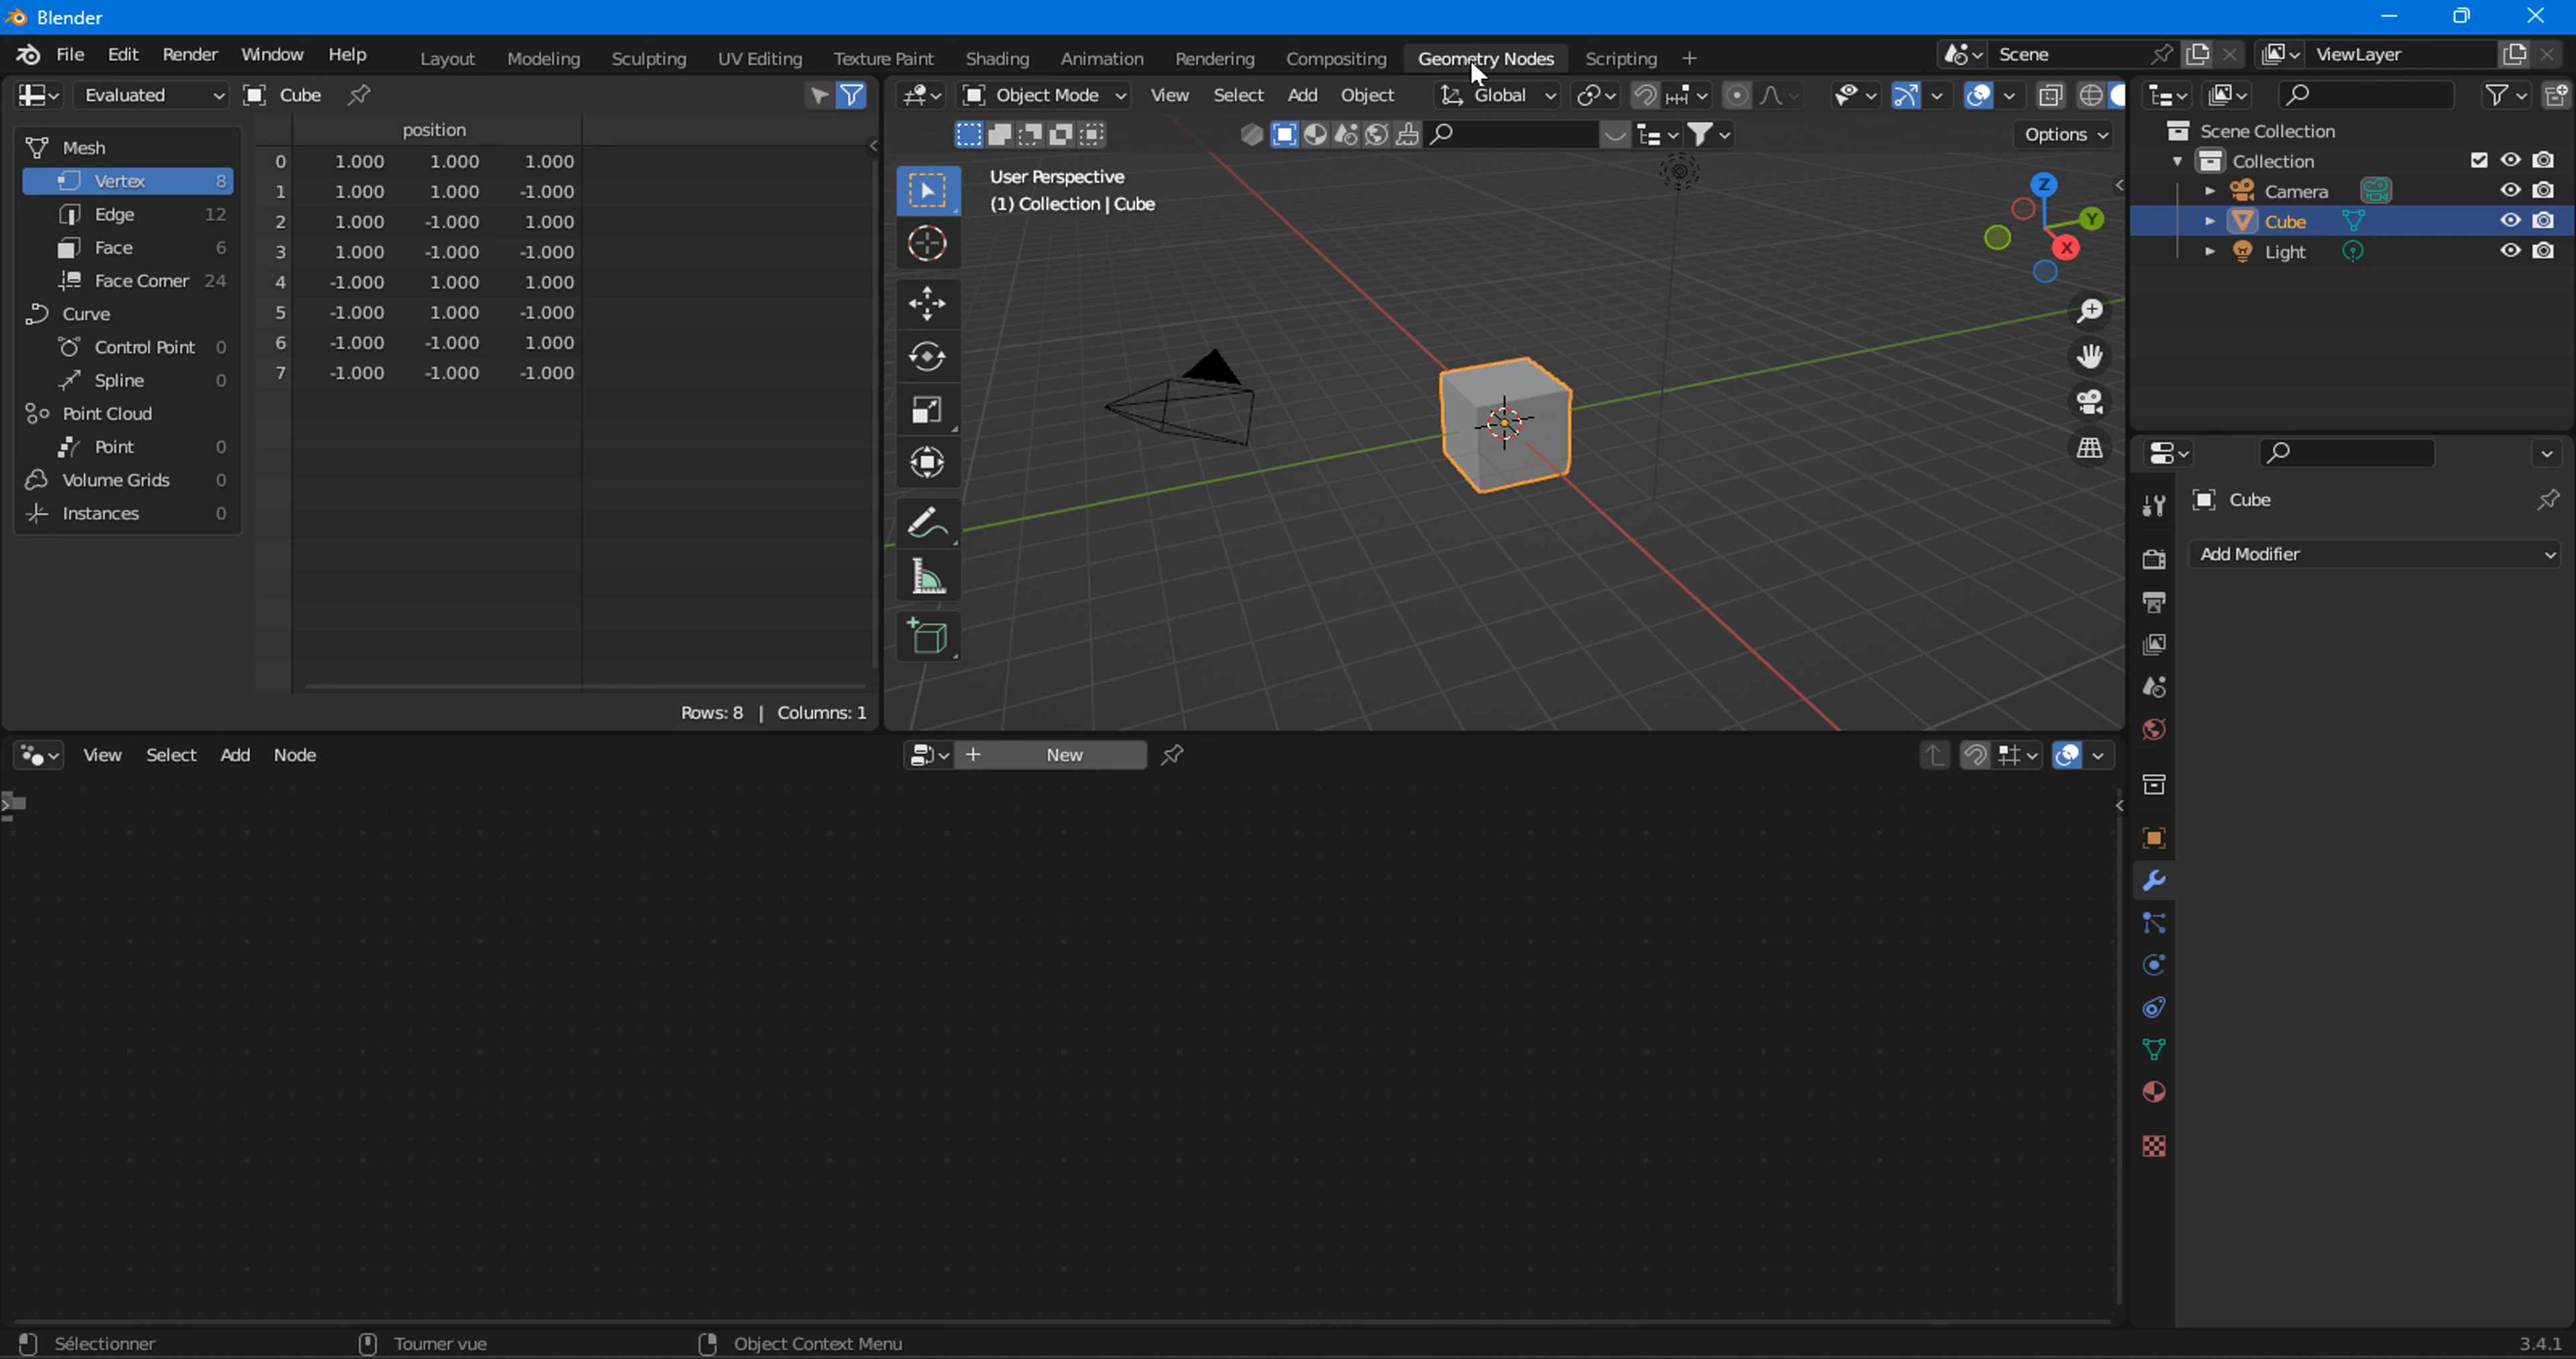 Blender
File Edit Render Window Help Layout Modeling Sculpting UV Editing Texture Paint Shading Animation Rendering Compositing Geometry Nodes Scripting + Scene ViewLayer
Evaluated Cube
position
Mesh
Vertex 8
Edge 12
Face 6
Face Corner 24
Curve
Control Point 0
Spline 0
Point Cloud
Point 0
Volume Grids 0
Instances 0
0 1.000 1.000 1.000
1 1.000 1.000 -1.000
2 1.000 -1.000 1.000
3 1.000 -1.000 -1.000
4 -1.000 1.000 1.000
5 -1.000 1.000 -1.000
6 -1.000 -1.000 1.000
7 -1.000 -1.000 -1.000
Rows: 8 | Columns: 1
Object Mode View Select Add Object Global
Options
User Perspective
(1) Collection | Cube
Z
Y
X
Scene Collection
Collection
Camera
Cube
Light
Cube
Add Modifier
View Select Add Node + New
Sélectionner Tourner vue Object Context Menu 3.4.1